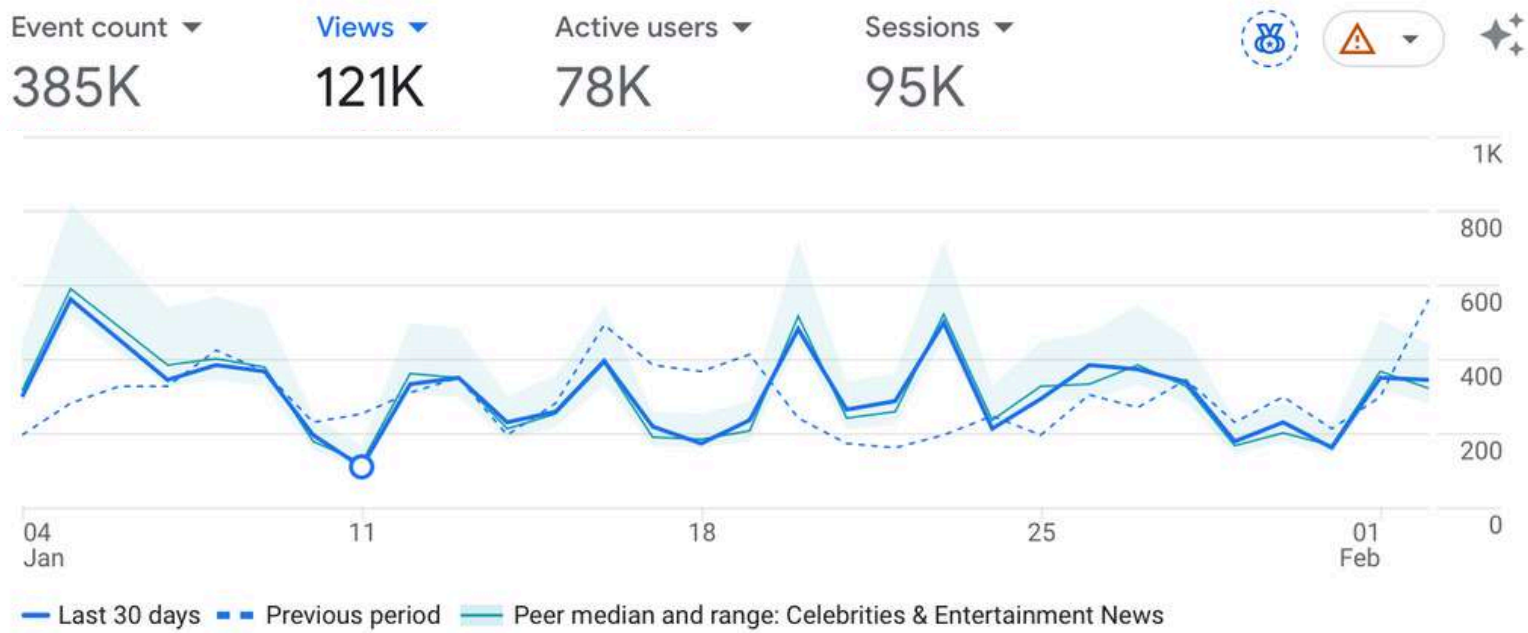 Event count Views Active users Sessions
385K 121K 78K 95K
1K
800
600
400
200
0
04 11 18 25 01
Jan Feb
Last 30 days Previous period Peer median and range: Celebrities & Entertainment News